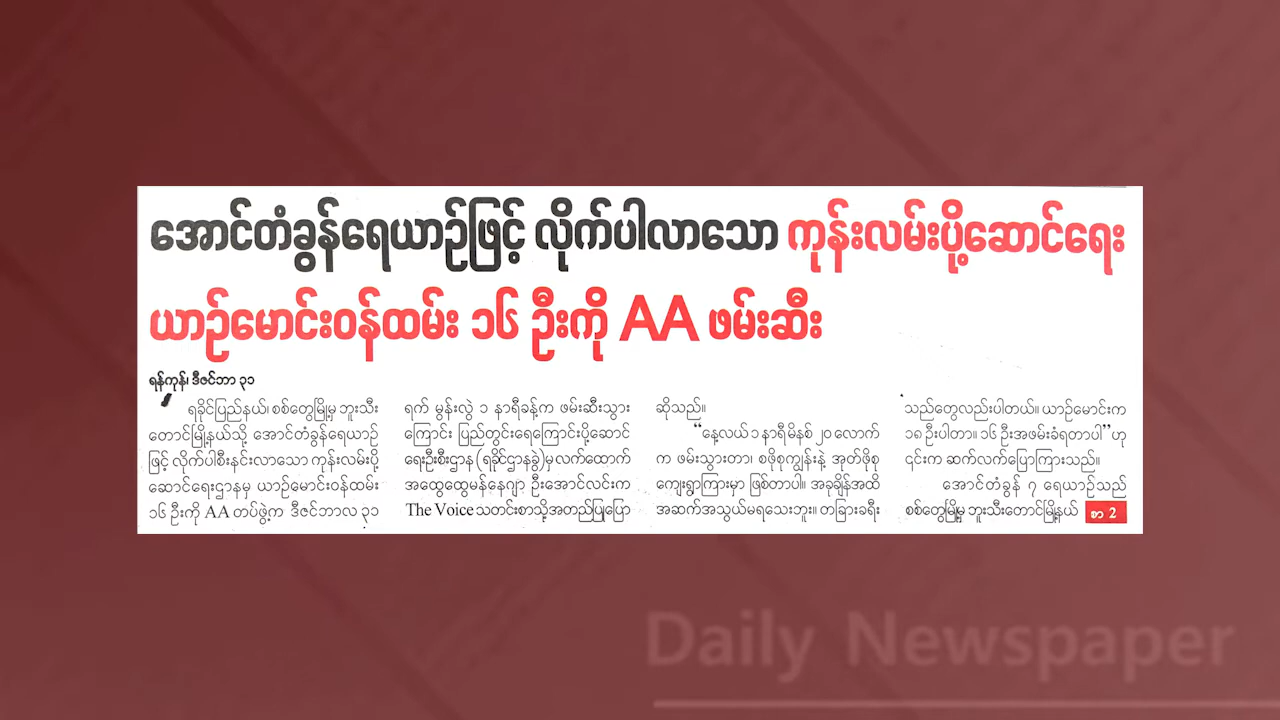 အောင်တံခွန်ရေယာဉ်ဖြင့် လိုက်ပါလာသော ကုန်းလမ်းပို့ဆောင်ရေး
ယာဉ်မောင်းဝန်ထမ်း ၁၆ ဦးကို AA ဖမ်းဆီး
ရန်ကုန်၊ ဒီဇင်ဘာ ၃၁
ရခိုင်ပြည်နယ်၊ စစ်တွေမြို့မှ ဘူးသီး
တောင်မြို့နယ်သို့ အောင်တံခွန်ရေယာဉ်
ဖြင့် လိုက်ပါစီးနင်းလာသော ကုန်းလမ်းပို့
ဆောင်ရေးဌာနမှ ယာဉ်မောင်းဝန်ထမ်း
၁၆ ဦးကို AA တပ်ဖွဲ့က ဒီဇင်ဘာလ ၃၁
ရက် မွန်းလွဲ ၁ နာရီခန့်က ဖမ်းဆီးသွား
ကြောင်း ပြည်တွင်းရေကြောင်းပို့ဆောင်
ရေးဦးစီးဌာန (ရခိုင်ဌာနခွဲ)မှ လက်ထောက်
အထွေထွေမန်နေဂျာ ဦးအောင်လင်းက
The Voice သတင်းစာသို့ အတည်ပြုပြော
ဆိုသည်။
“နေ့လယ် ၁ နာရီမိနစ် ၂၀ လောက်
က ဖမ်းသွားတာ၊ စဖိုစုကျွန်းနဲ့ အုတ်ဖိုစု
ကျေးရွာကြားမှာ ဖြစ်တာပါ။ အခုချိန်အထိ
အဆက်အသွယ်မရသေးဘူး။ တခြားခရီး
သည်တွေလည်းပါတယ်။ ယာဉ်မောင်းက
၁၈ ဦးပါတာ။ ၁၆ ဦးအဖမ်းခံရတာပါ”ဟု
၎င်းက ဆက်လက်ပြောကြားသည်။
အောင်တံခွန် ၇ ရေယာဉ်သည်
စစ်တွေမြို့မှ ဘူးသီးတောင်မြို့နယ်
စာ 2
Daily Newspaper